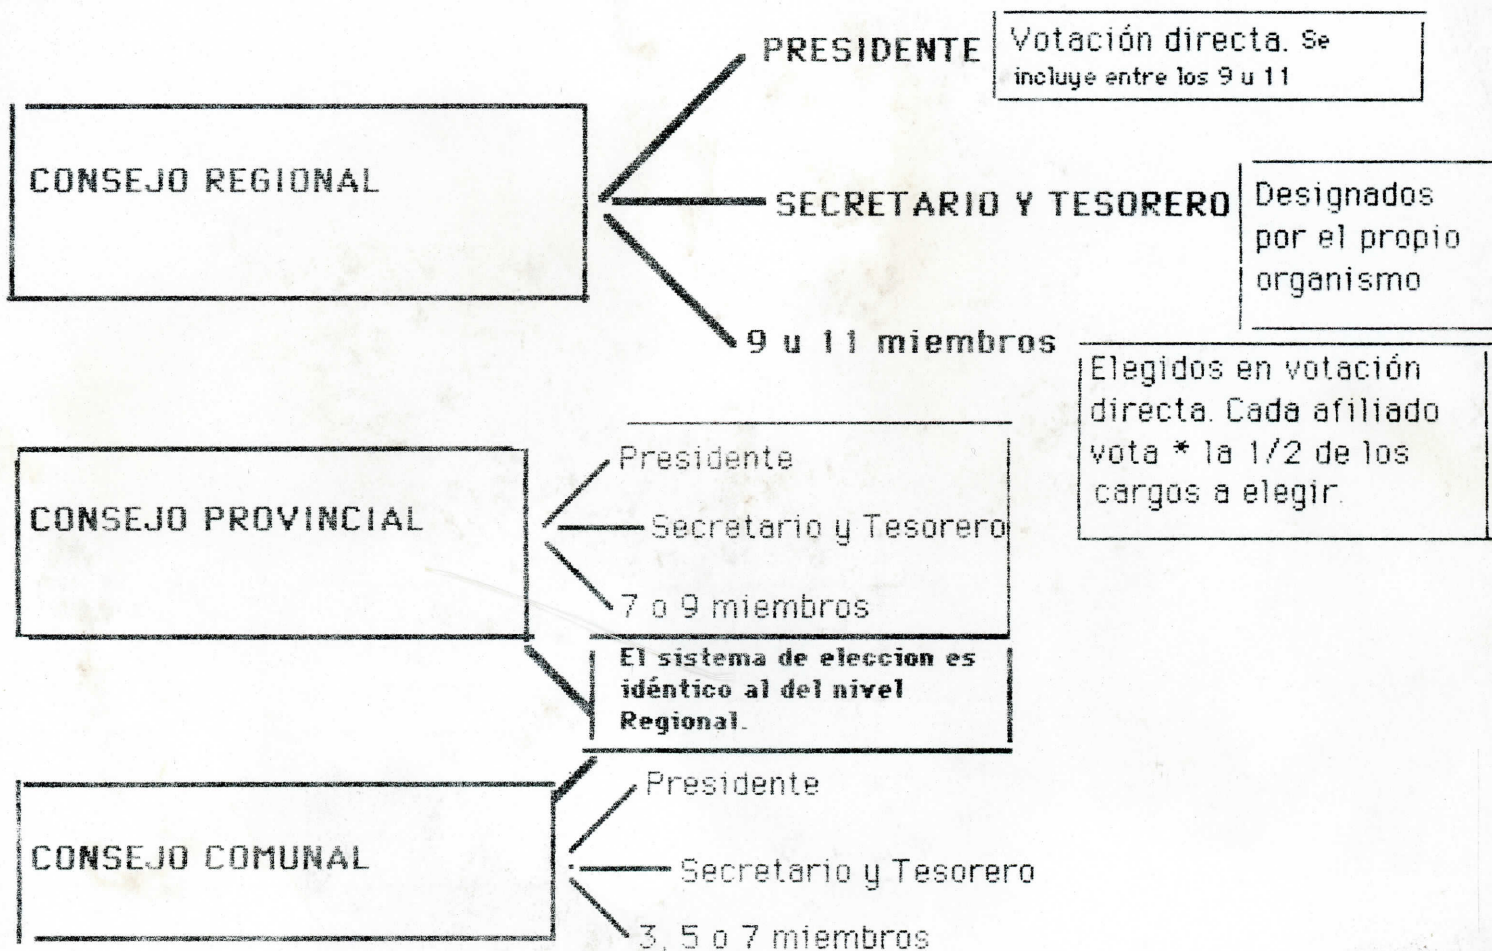 PRESIDENTE
Votación directa. Se
incluye entre los 9 u 11
CONSEJO REGIONAL
SECRETARIO Y TESORERO
Designados
por el propio
organismo
9 u 11 miembros
Elegidos en votación
directa. Cada afiliado
vota * la 1/2 de los
cargos a elegir.
CONSEJO PROVINCIAL
Presidente
Secretario y Tesorero
7 o 9 miembros
El sistema de eleccion es
idéntico al del nivel
Regional.
CONSEJO COMUNAL
Presidente
Secretario y Tesorero
3, 5 o 7 miembros